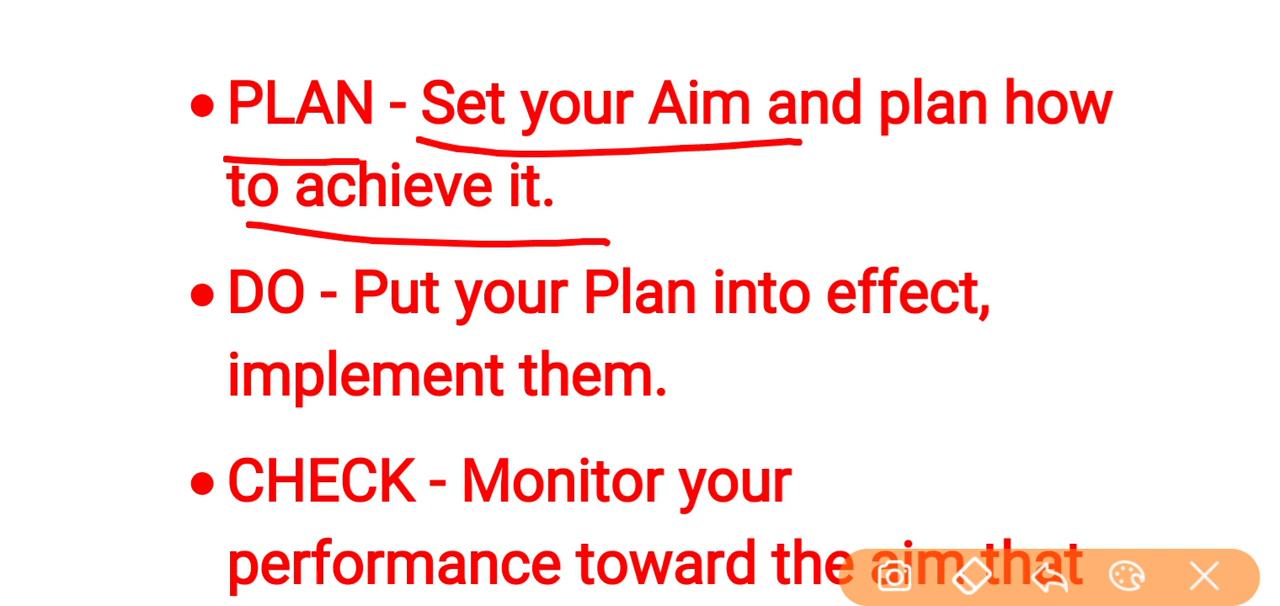 • PLAN - Set your Aim and plan how
to achieve it.
• DO - Put your Plan into effect,
implement them.
• CHECK - Monitor your
performance toward the aim that